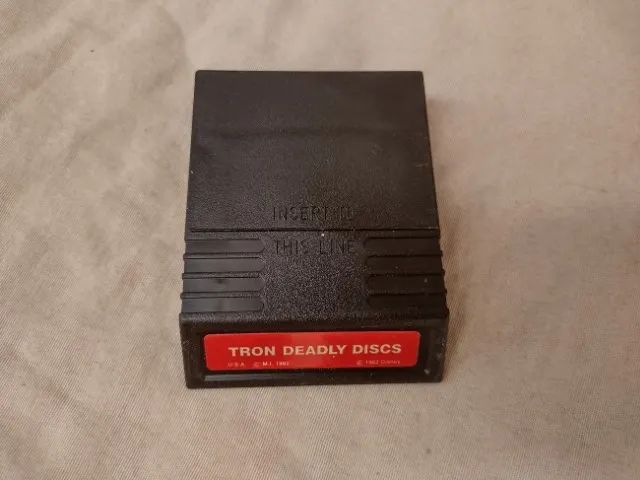 INSERT TO
THIS LINE
TRON DEADLY DISCS
U.S.A. © M.I. 1982 © 1982 Disney